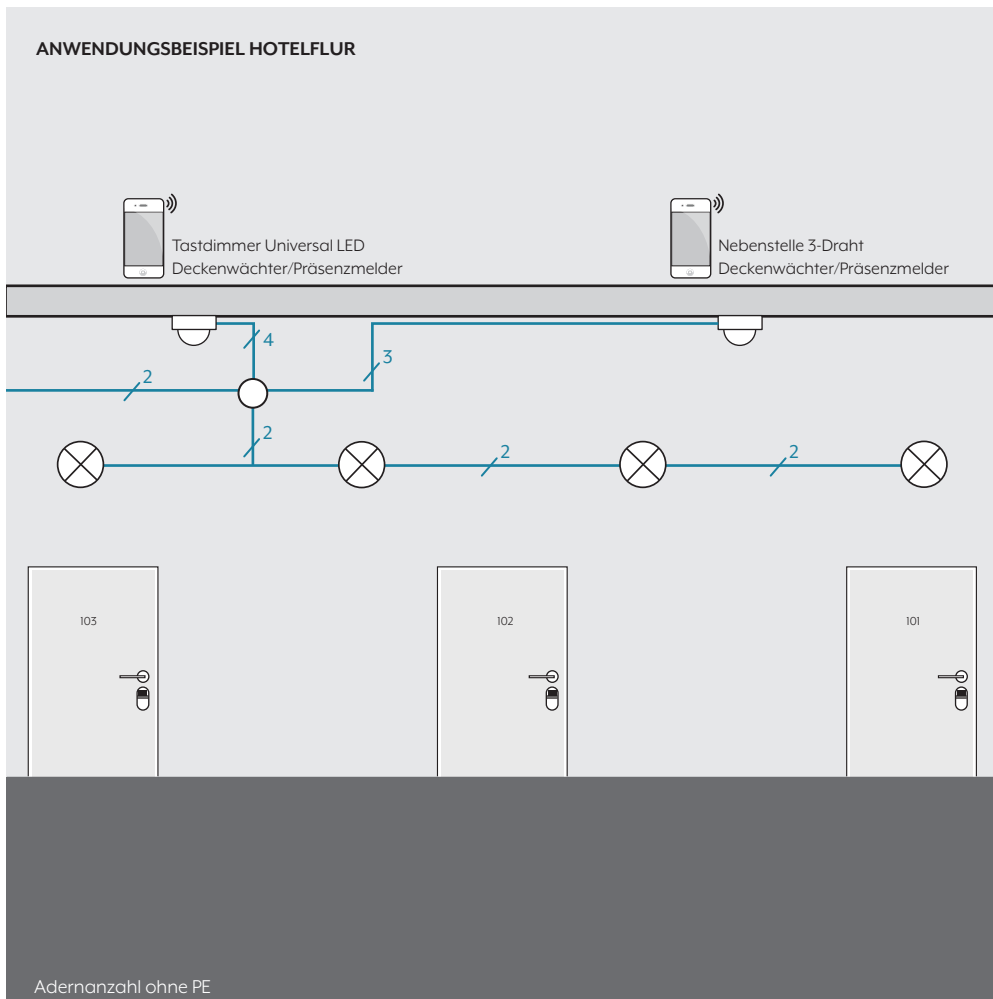 ANWENDUNGSBEISPIEL HOTELFLUR
Tastdimmer Universal LED
Deckenwächter/Präsenzmelder
Nebenstelle 3-Draht
Deckenwächter/Präsenzmelder
4
3
2
2
2
2
103
102
101
Adernanzahl ohne PE